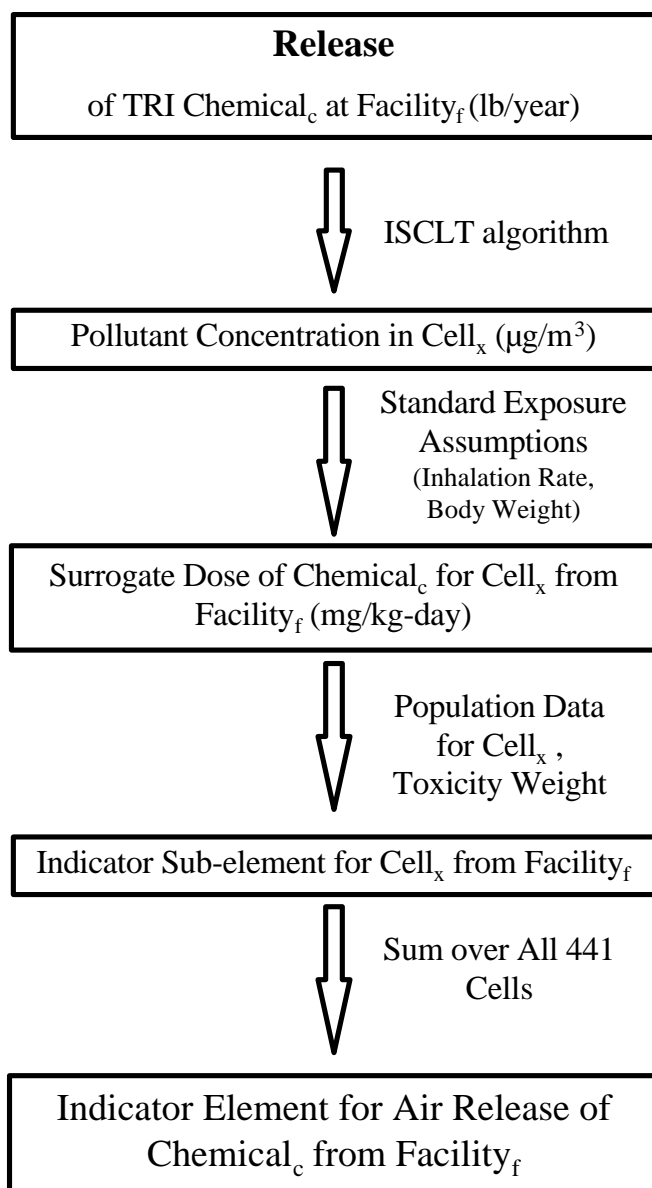 Release
of TRI Chemical_c at Facility_f (lb/year)
ISCLT algorithm
Pollutant Concentration in Cell_x (µg/m³)
Standard Exposure
Assumptions
(Inhalation Rate,
Body Weight)
Surrogate Dose of Chemical_c for Cell_x from
Facility_f (mg/kg-day)
Population Data
for Cell_x ,
Toxicity Weight
Indicator Sub-element for Cell_x from Facility_f
Sum over All 441
Cells
Indicator Element for Air Release of
Chemical_c from Facility_f